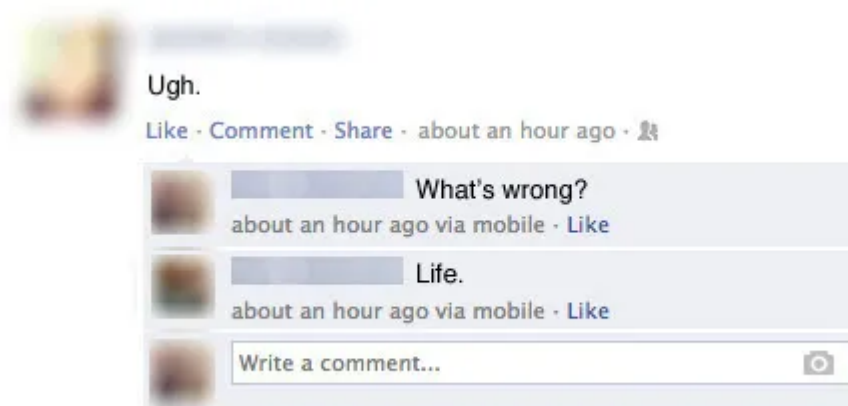 Ugh.
Like · Comment · Share · about an hour ago ·
What's wrong?
about an hour ago via mobile · Like
Life.
about an hour ago via mobile · Like
Write a comment...